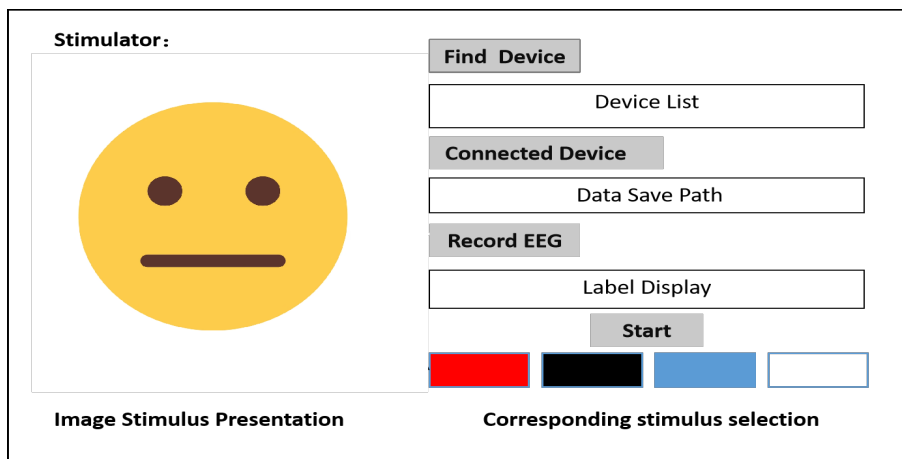 Stimulator：
Find Device
Device List
Connected Device
Data Save Path
Record EEG
Label Display
Start
Image Stimulus Presentation
Corresponding stimulus selection